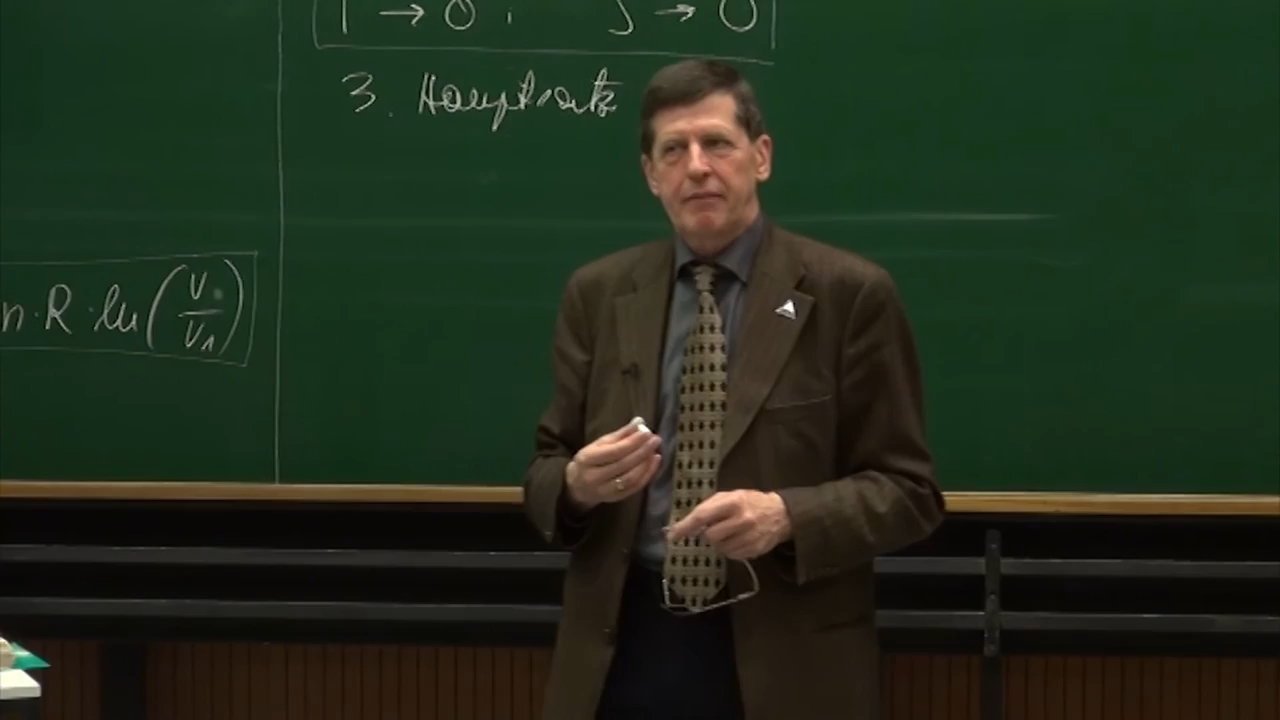 T → 0 : S → 0
3. Hauptsatz
n·R·ln(V/V₁)